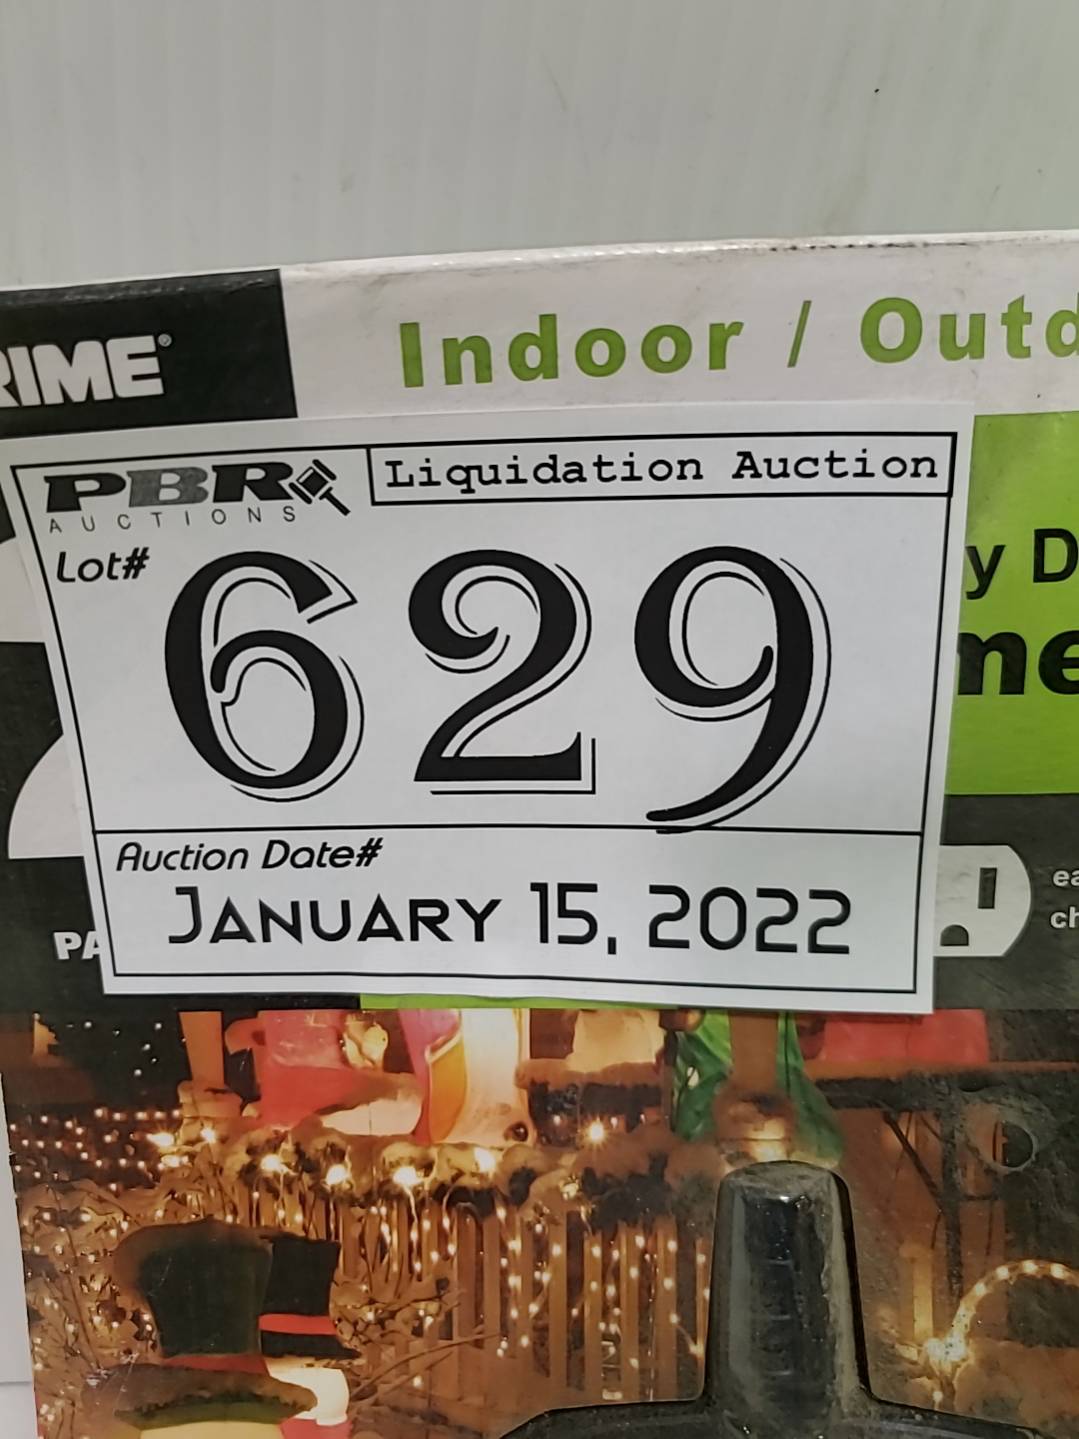 RIME®
Indoor / Outd
PBR
AUCTIONS
Liquidation Auction
Lot#
629
y D
me
Auction Date#
January 15, 2022
PA
ea
ch